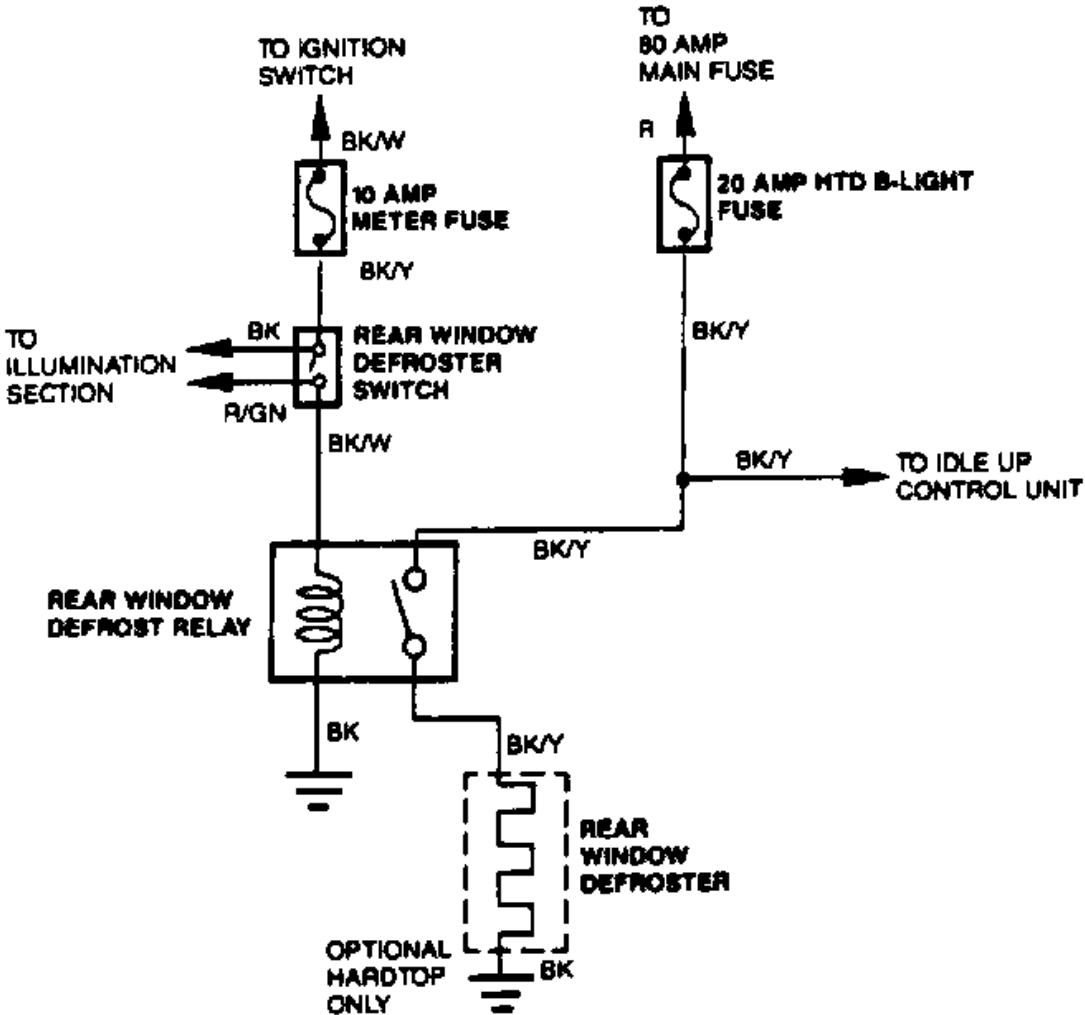 TO IGNITION
SWITCH
BK/W
10 AMP
METER FUSE
BK/Y
TO
80 AMP
MAIN FUSE
R
20 AMP HTD B-LIGHT
FUSE
BK/Y
TO
ILLUMINATION
SECTION
BK
R/GN
REAR WINDOW
DEFROSTER
SWITCH
BK/W
BK/Y
TO IDLE UP
CONTROL UNIT
BK/Y
REAR WINDOW
DEFROST RELAY
BK
BK/Y
REAR
WINDOW
DEFROSTER
OPTIONAL
HARDTOP
ONLY
BK